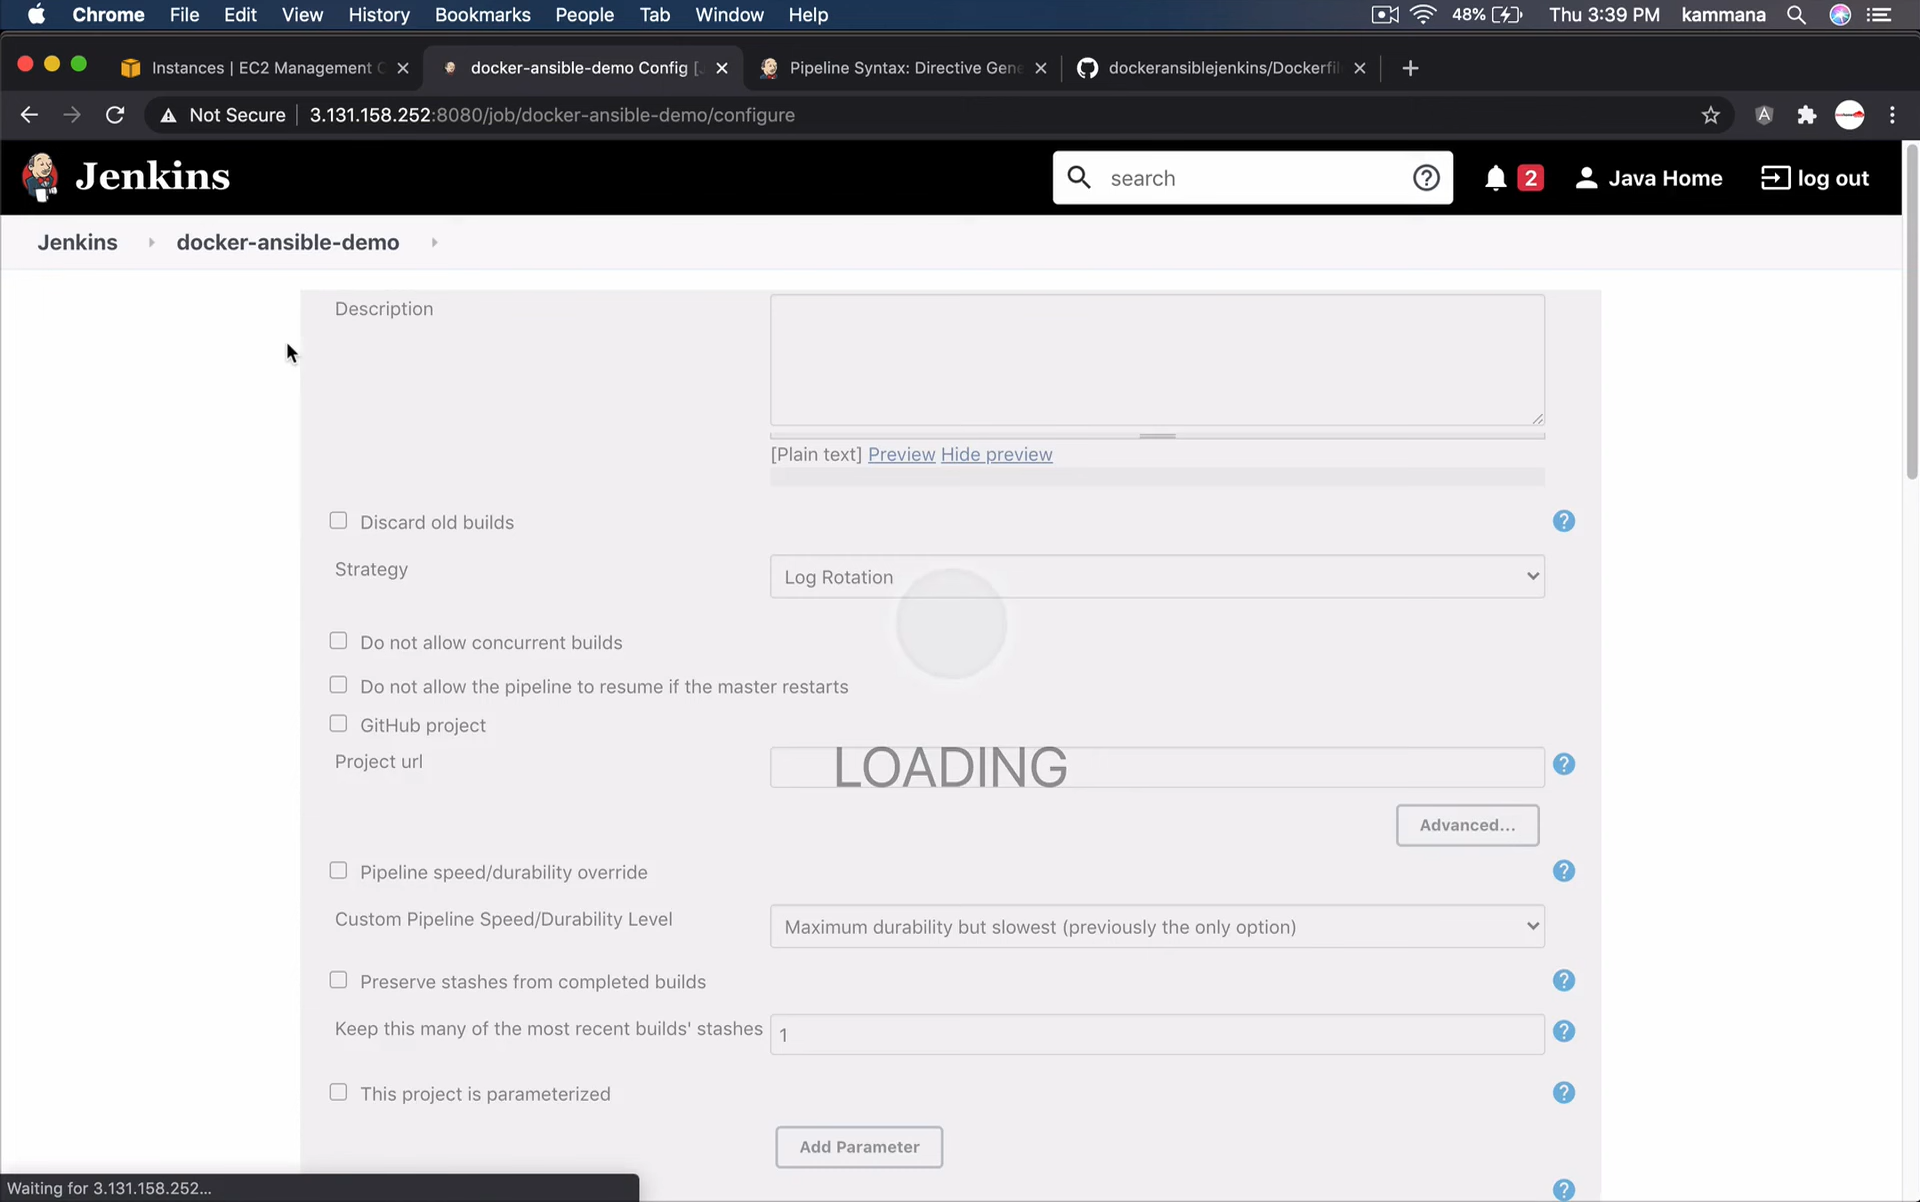 Chrome File Edit View History Bookmarks People Tab Window Help 48% Thu 3:39 PM kammana
Instances | EC2 Management C docker-ansible-demo Config [J Pipeline Syntax: Directive Gene dockeransiblejenkins/Dockerfil
Not Secure 3.131.158.252:8080/job/docker-ansible-demo/configure
Jenkins search 2 Java Home log out
Jenkins docker-ansible-demo
Description
[Plain text] Preview Hide preview
Discard old builds
Strategy Log Rotation
Do not allow concurrent builds
Do not allow the pipeline to resume if the master restarts
GitHub project
Project url
LOADING
Advanced...
Pipeline speed/durability override
Custom Pipeline Speed/Durability Level Maximum durability but slowest (previously the only option)
Preserve stashes from completed builds
Keep this many of the most recent builds' stashes 1
This project is parameterized
Add Parameter
Waiting for 3.131.158.252...